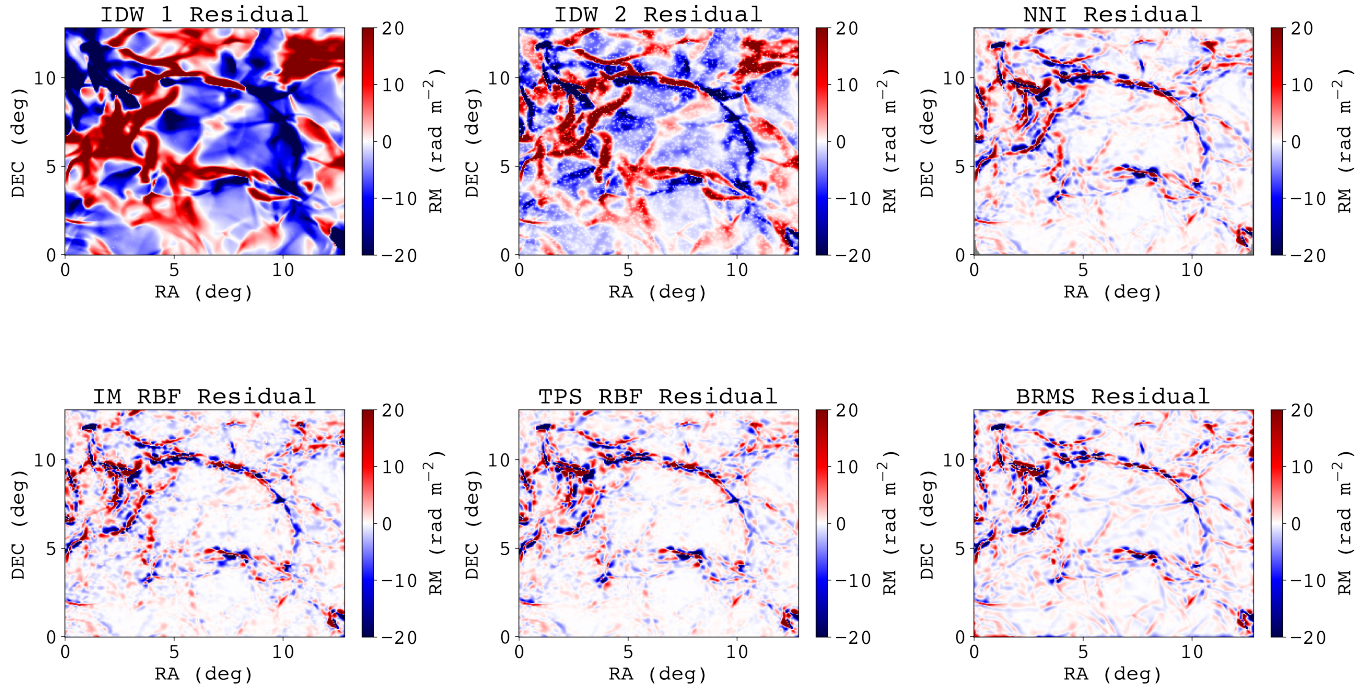 IDW 1 Residual
DEC (deg)
10
5
0
0 5 10
RA (deg)
20
10
0
−10
−20
RM (rad m⁻²)
IDW 2 Residual
DEC (deg)
10
5
0
0 5 10
RA (deg)
20
10
0
−10
−20
RM (rad m⁻²)
NNI Residual
DEC (deg)
10
5
0
0 5 10
RA (deg)
20
10
0
−10
−20
RM (rad m⁻²)
IM RBF Residual
DEC (deg)
10
5
0
0 5 10
RA (deg)
20
10
0
−10
−20
RM (rad m⁻²)
TPS RBF Residual
DEC (deg)
10
5
0
0 5 10
RA (deg)
20
10
0
−10
−20
RM (rad m⁻²)
BRMS Residual
DEC (deg)
10
5
0
0 5 10
RA (deg)
20
10
0
−10
−20
RM (rad m⁻²)